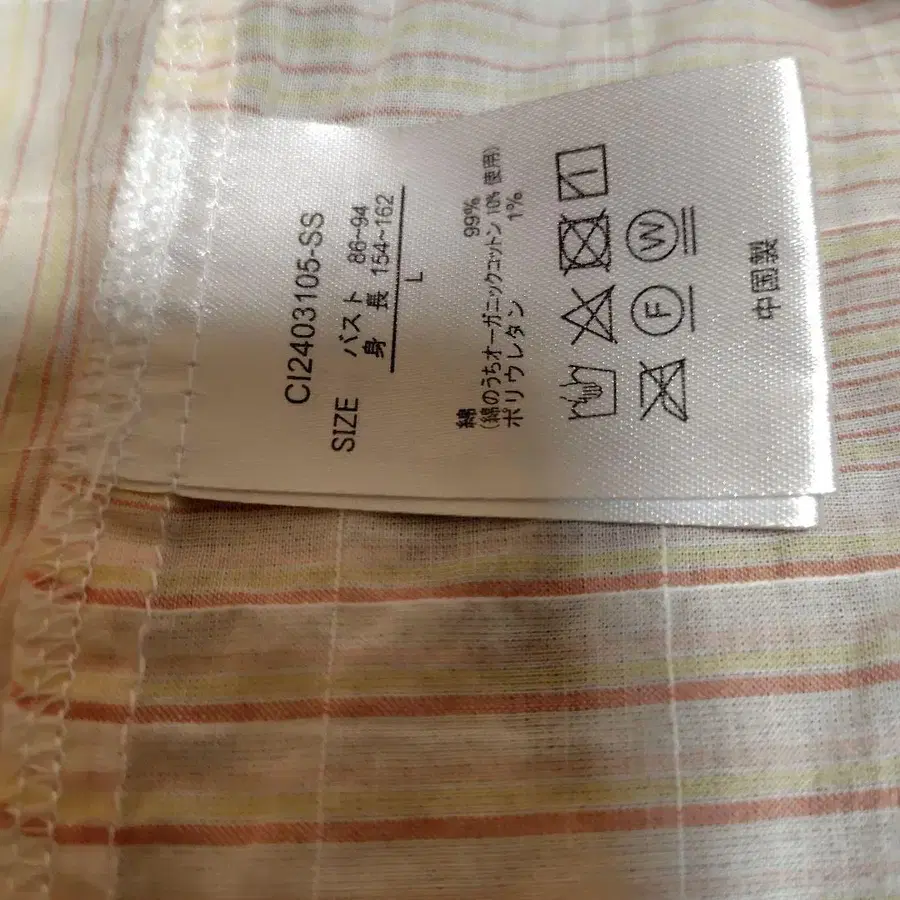 CI2403105-SS
SIZE
バスト 86~94
身 長 154~162
L
綿 99%
(綿のうちオーガニックコットン 10% 使用)
ポリウレタン 1%
F
W
中国製